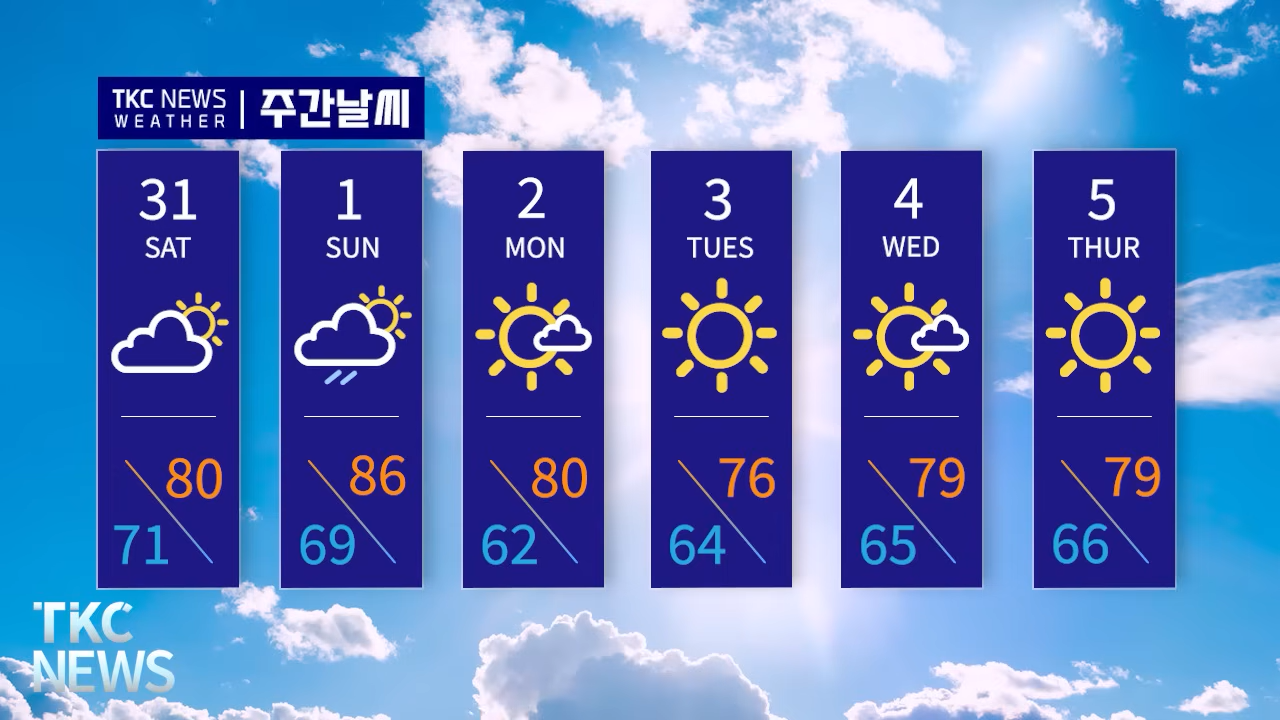 TKC NEWS
WEATHER
주간날씨
31
SAT
80
71
1
SUN
86
69
2
MON
80
62
3
TUES
76
64
4
WED
79
65
5
THUR
79
66
TKC
NEWS